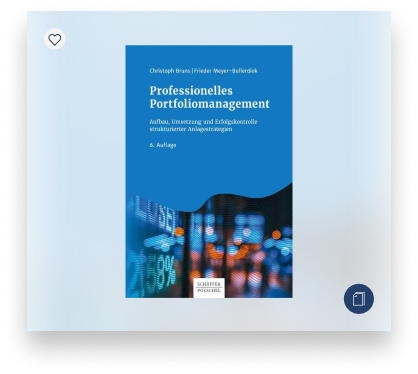 Christoph Bruns | Frieder Meyer-Bullerdiek
Professionelles
Portfoliomanagement
Aufbau, Umsetzung und Erfolgskontrolle
strukturierter Anlagestrategien
6. Auflage
SCHÄFFER
POESCHEL